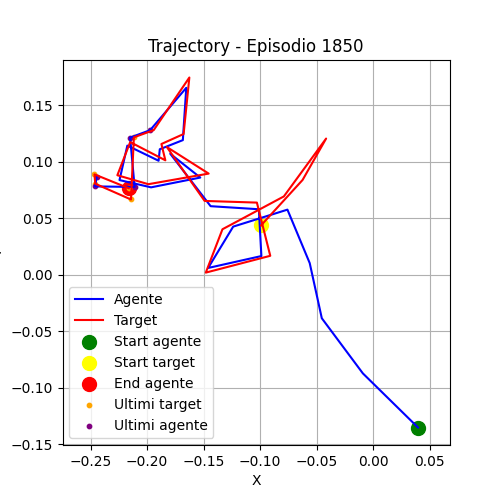 Trajectory - Episodio 1850
0.15
0.10
0.05
0.00
−0.05
−0.10
−0.15
Agente
Target
Start agente
Start target
End agente
Ultimi target
Ultimi agente
−0.25 −0.20 −0.15 −0.10 −0.05 0.00 0.05
X